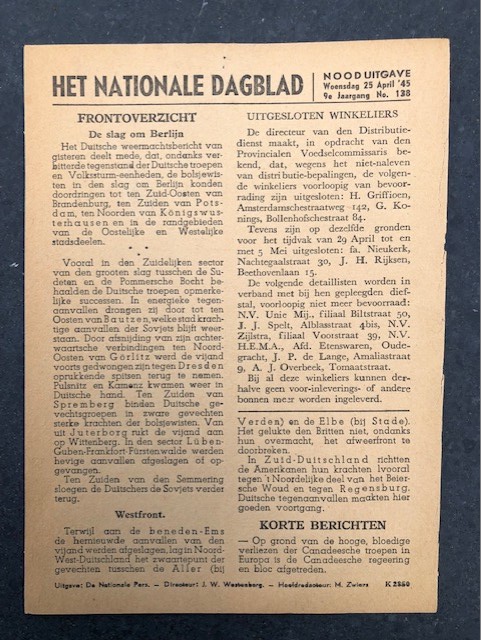 HET NATIONALE DAGBLAD
NOODUITGAVE
Woensdag 25 April '45
9e Jaargang No. 138
FRONTOVERZICHT
De slag om Berlijn
Het Duitsche weermachtsbericht van
gisteren deelt mede, dat, ondanks ver-
bitterde tegenstand der Duitsche troepen
en Volkssturm-eenheden, de bolsjewis-
ten in den slag om Berlijn konden
doordringen tot ten Zuid-Oosten van
Brandenburg, ten Zuiden van Pots-
dam, ten Noorden van Königswus-
terhausen en in de randgebieden
van de Oostelijke en Westelijke
stadsdeelen.
* * *
Vooral in den Zuidelijken sector
van den grooten slag tusschen de Su-
deten en de Pommersche Bocht be-
haalden de Duitsche troepen opmerke-
lijke successen. In energieke tegen-
aanvallen drongen zij door tot ten
Oosten van Bautzen, welke stad krach-
tige aanvallen der Sovjets blijft weer-
staan. Door afsnijding van zijn achter-
waartsche verbindingen ten Noord-
Oosten van Görlitz werd de vijand
voorts gedwongen zijn tegen Dresden
oprukkende spitsen terug te nemen.
Pulsnitz en Kamenz kwamen weer in
Duitsche hand. Ten Zuiden van
Spremberg binden Duitsche ge-
vechtsgroepen in zware gevechten
sterke krachten der bolsjewisten. Van
uit Juterborg rukt de vijand aan
op Wittenberg. In den sector Lüben-
Guben-Frankfort-Fürstenwalde werden
hevige aanvallen afgeslagen of op-
gevangen.
Ten Zuiden van den Semmering
sloegen de Duitschers de Sovjets verder
terug.
Westfront.
Terwijl aan de beneden-Ems
de hernieuwde aanvallen van den
vijand werden afgeslagen, lag in Noord-
West-Duitschland het zwaartepunt der
gevechten tusschen de Aller (bij
UITGESLOTEN WINKELIERS
De directeur van den Distributie-
dienst maakt, in opdracht van den
Provincialen Voedselcommissaris be-
kend, dat, wegens het niet-naleven
van distributie-bepalingen, de volgen-
de winkeliers voorloopig van bevoor-
rading zijn uitgesloten: H. Griffioen,
Amsterdamschestraatweg 142, G. Ko-
nings, Bollenhofschestraat 84.
Tevens zijn op dezelfde gronden
voor het tijdvak van 29 April tot en
met 5 Mei uitgesloten: fa. Nieukerk,
Nachtegaalstraat 30, J. H. Rijksen,
Beethovenlaan 15.
De volgende detaillisten worden in
verband met bij hen gepleegden dief-
stal, voorloopig niet meer bevoorraad:
N.V. Unie Mij., filiaal Biltstraat 50,
J. J. Spelt, Alblasstraat 4bis, N.V.
Zijlstra, filiaal Voorstraat 39, N.V.
H.E.M.A., Afd. Etenswaren, Oude-
gracht, J. P. de Lange, Amaliastraat
9, A. J. Overbeek, Tomaatstraat.
Bij al deze winkeliers kunnen der-
halve geen voor-inleverings- of andere
bonnen meer worden ingeleverd.
Verden) en de Elbe (bij Stade).
Het gelukte den Britten niet, ondanks
hun overmacht, het afweerfront te
doorbreken.
In Zuid-Duitschland richtten
de Amerikanen hun krachten vooral
tegen 't Noordelijke deel van het Beier-
sche Woud en tegen Regensburg.
Duitsche tegenaanvallen maakten hier
goeden voortgang.
KORTE BERICHTEN
— Op grond van de hooge, bloedige
verliezen der Canadeesche troepen in
Europa is de Canadeesche regeering
en bloc afgetreden.
Uitgave: De Nationale Pers. — Directeur: J. W. Westenberg. — Hoofdredacteur: M. Zwiers K 2250